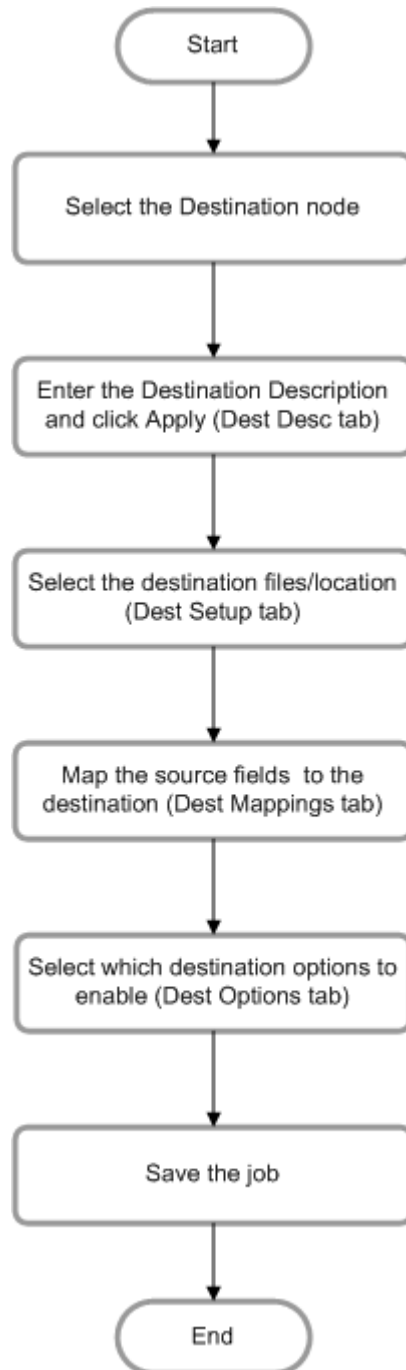 Start
Select the Destination node
Enter the Destination Description
and click Apply (Dest Desc tab)
Select the destination files/location
(Dest Setup tab)
Map the source fields to the
destination (Dest Mappings tab)
Select which destination options to
enable (Dest Options tab)
Save the job
End